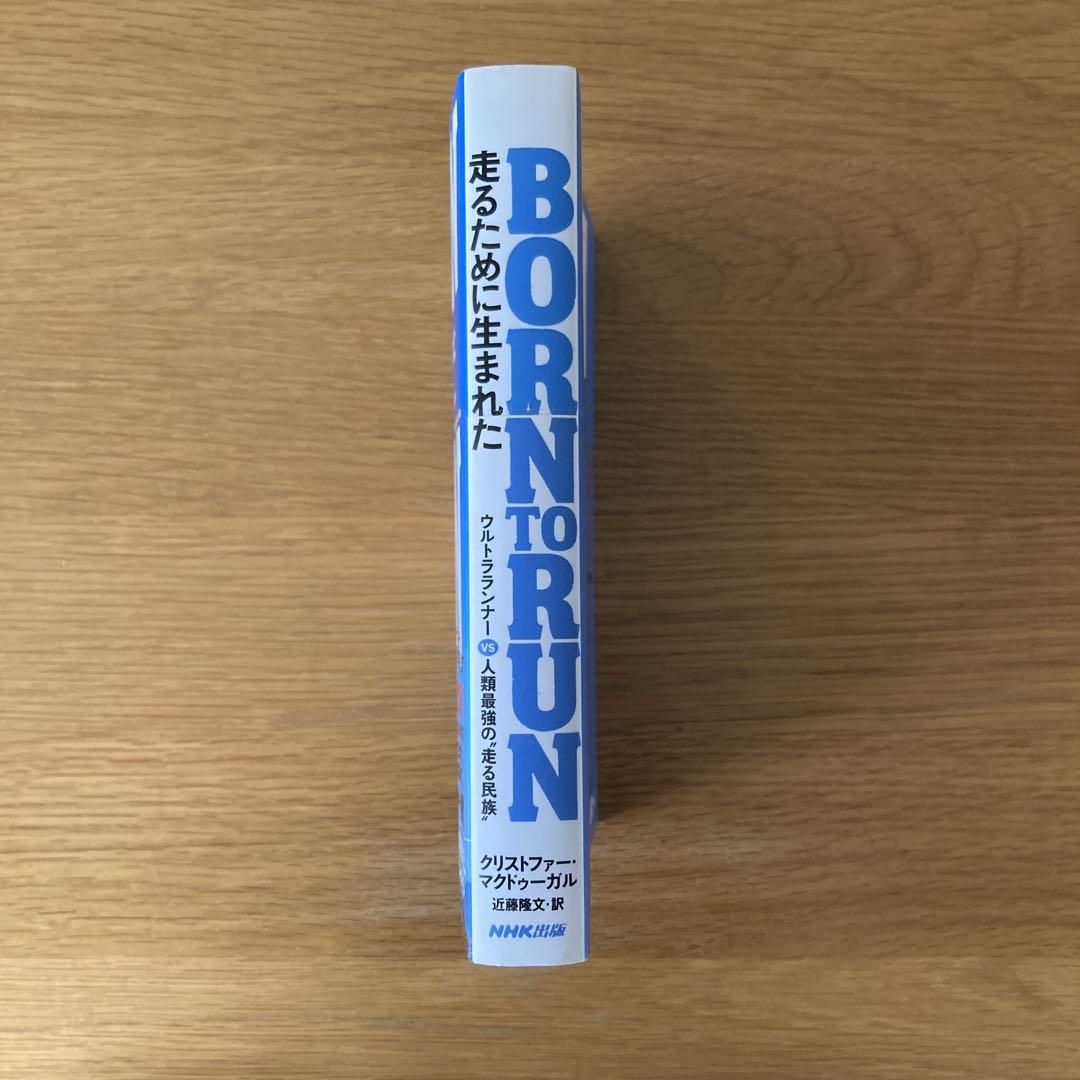 BORN TO RUN
走るために生まれた
ウルトラランナーVS人類最強の"走る民族"
クリストファー・
マクドゥーガル
近藤隆文・訳
NHK出版